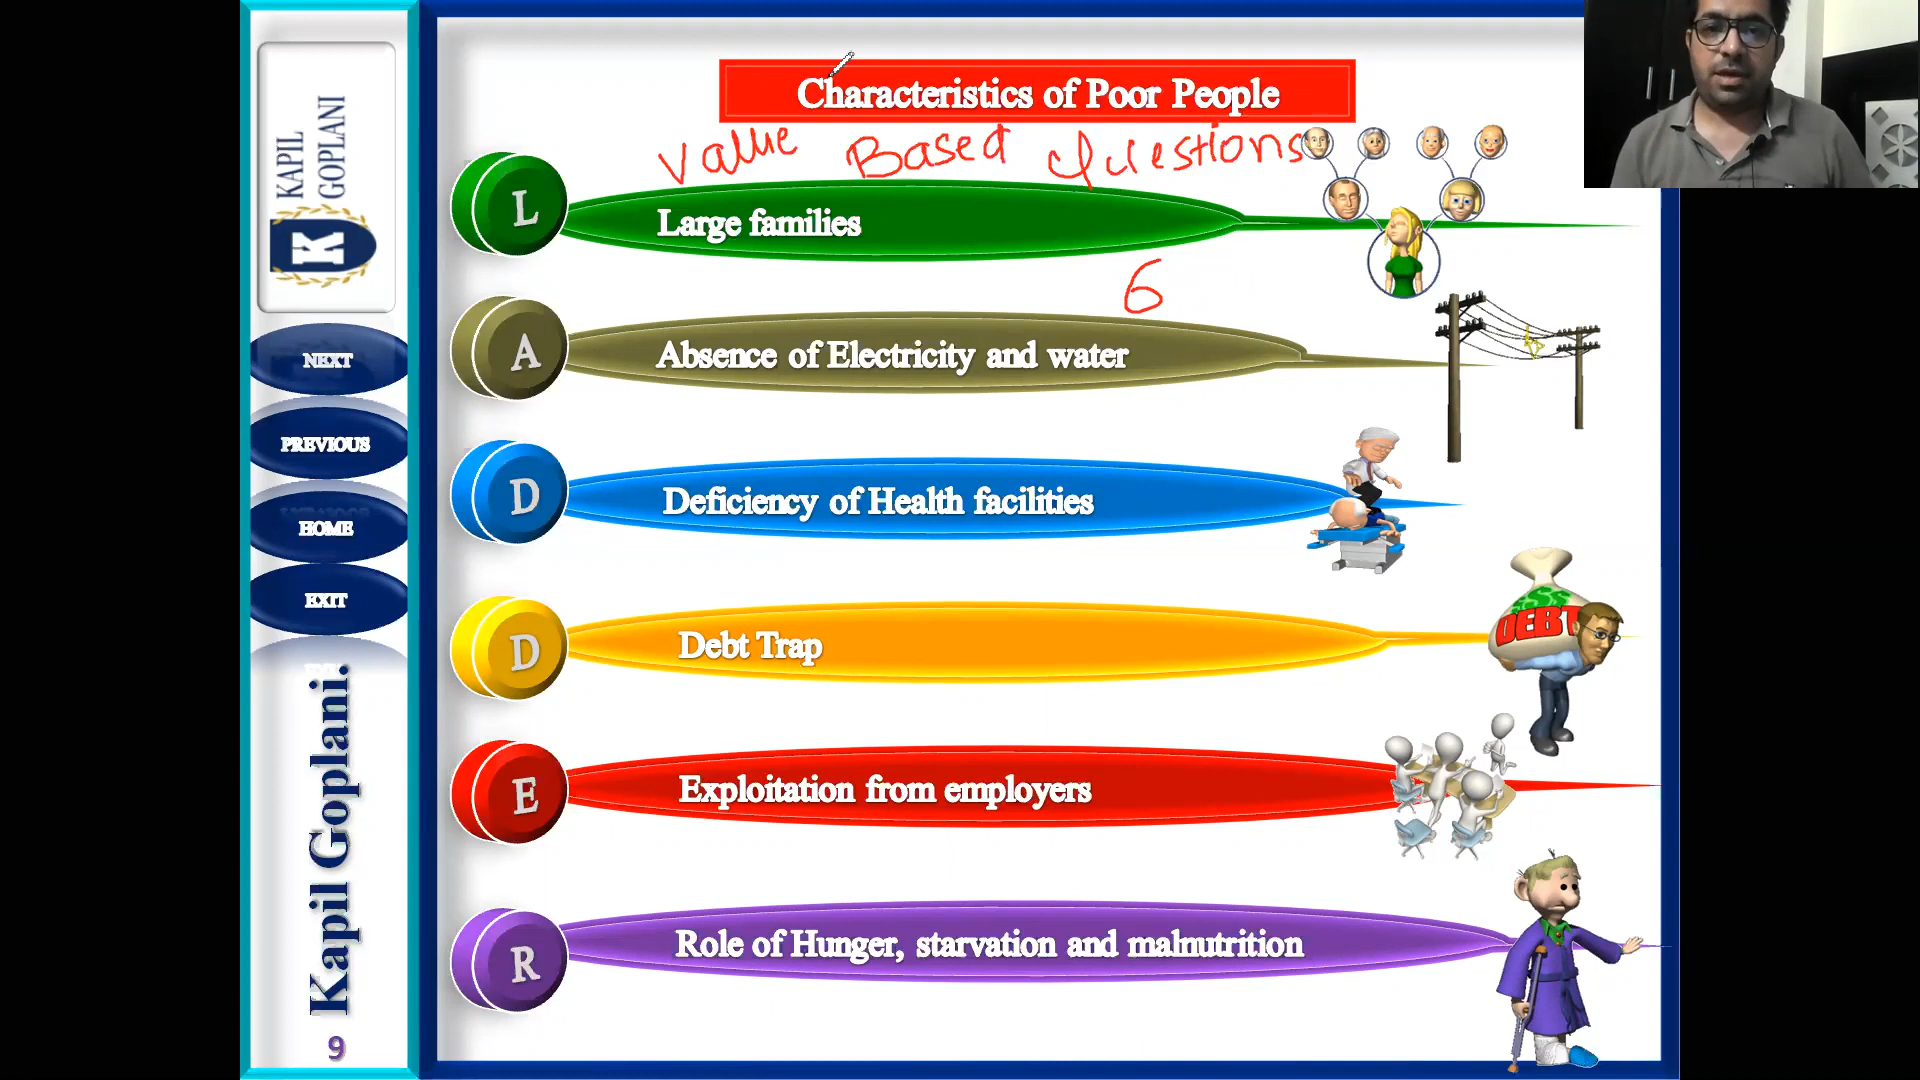 KAPIL
GOPLANI
K
NEXT
PREVIOUS
HOME
EXIT
Kapil Goplani.
9
Characteristics of Poor People
Value Based Questions
L
Large families
6
A
Absence of Electricity and water
D
Deficiency of Health facilities
D
Debt Trap
$$$
DEBT
E
Exploitation from employers
R
Role of Hunger, starvation and malnutrition